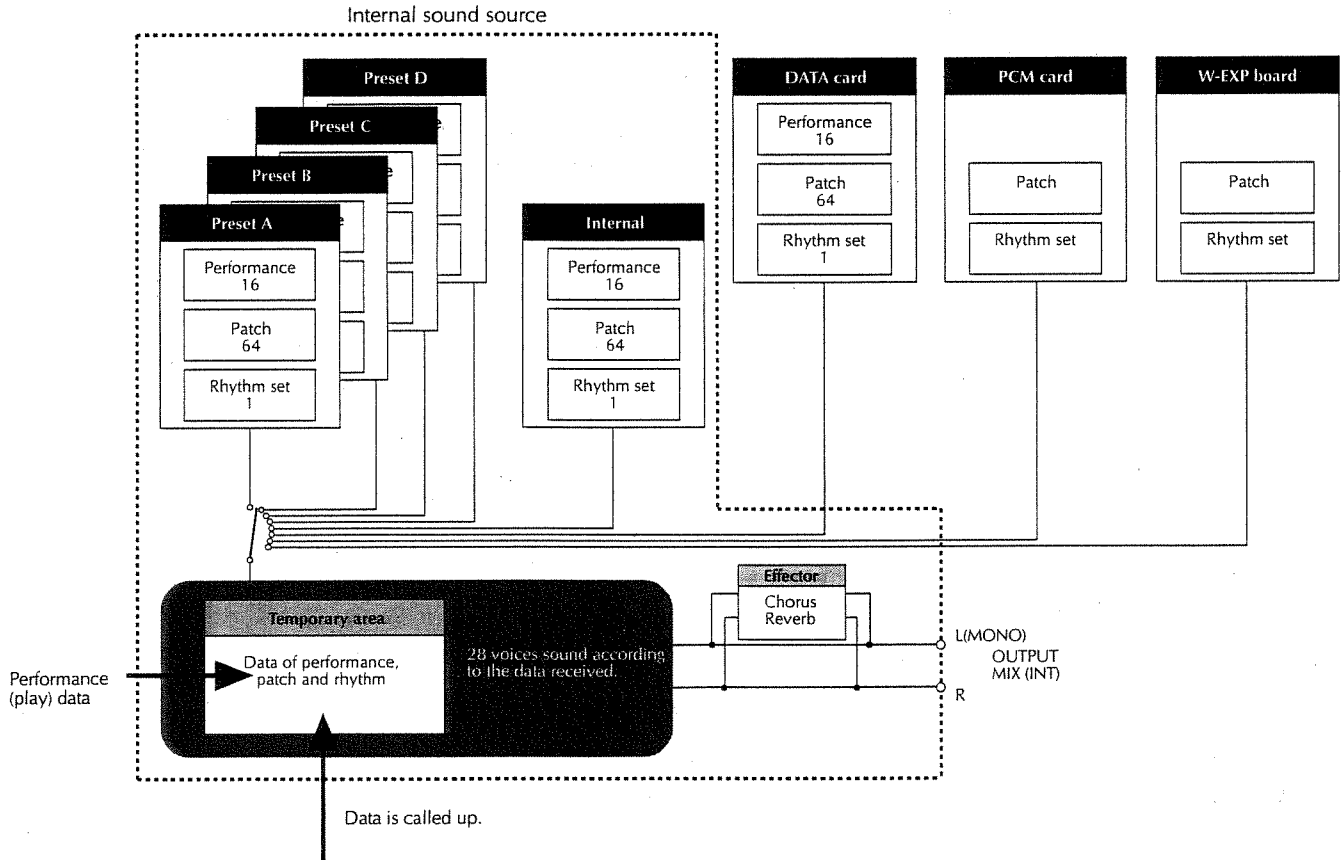 Internal sound source
Preset D
Preset C
e
Preset B
e
Preset A
e
Performance
16
Patch
64
Rhythm set
1
Internal
Performance
16
Patch
64
Rhythm set
1
DATA card
Performance
16
Patch
64
Rhythm set
1
PCM card
Patch
Rhythm set
W-EXP board
Patch
Rhythm set
Effector
Chorus
Reverb
Temporary area
Data of performance,
patch and rhythm
28 voices sound according
to the data received.
L(MONO)
OUTPUT
MIX (INT)
R
Performance
(play) data
Data is called up.